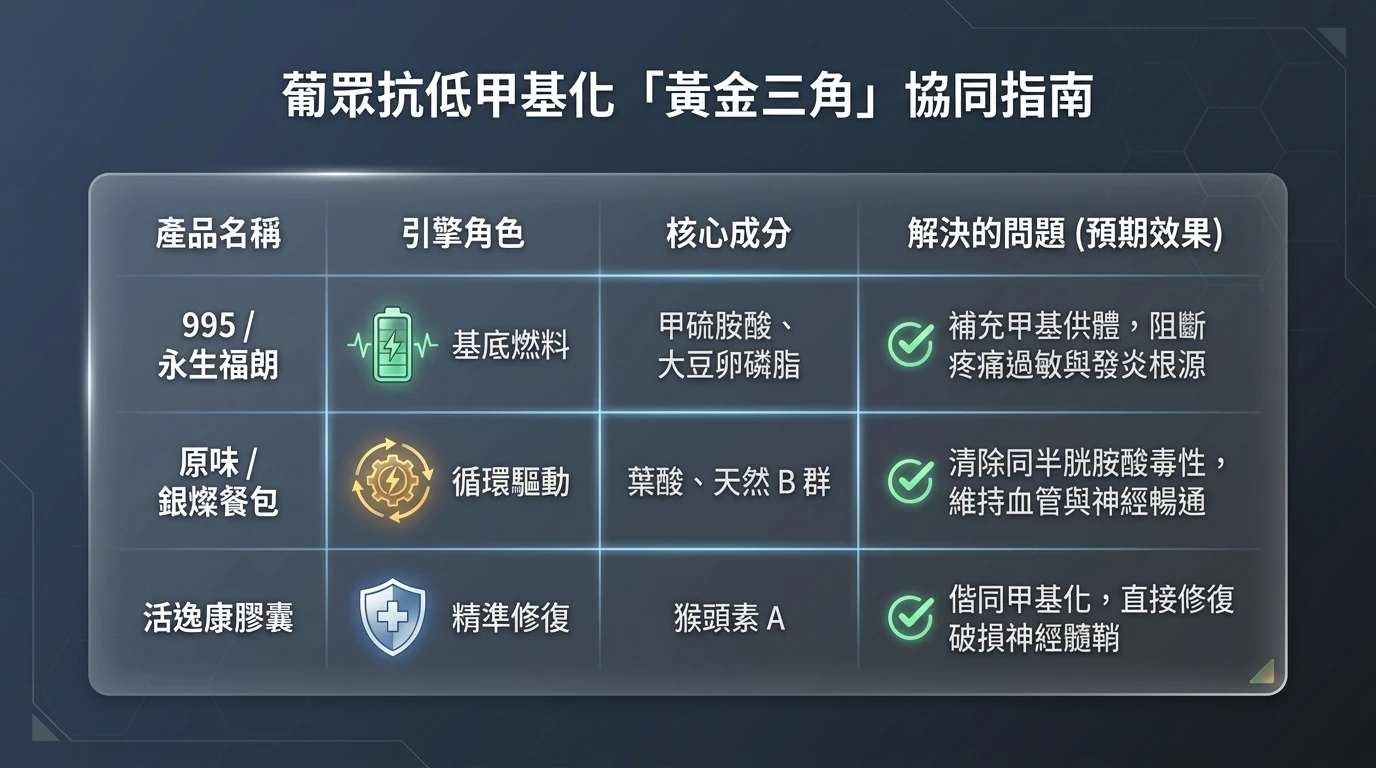 葡眾抗低甲基化「黃金三角」協同指南
產品名稱
引擎角色
核心成分
解決的問題 (預期效果)
995 /
永生福朗
基底燃料
甲硫胺酸、
大豆卵磷脂
補充甲基供體，阻斷
疼痛過敏與發炎根源
原味 /
銀燦餐包
循環驅動
葉酸、天然 B 群
清除同半胱胺酸毒性，
維持血管與神經暢通
活逸康膠囊
精準修復
猴頭素 A
偕同甲基化，直接修復
破損神經髓鞘